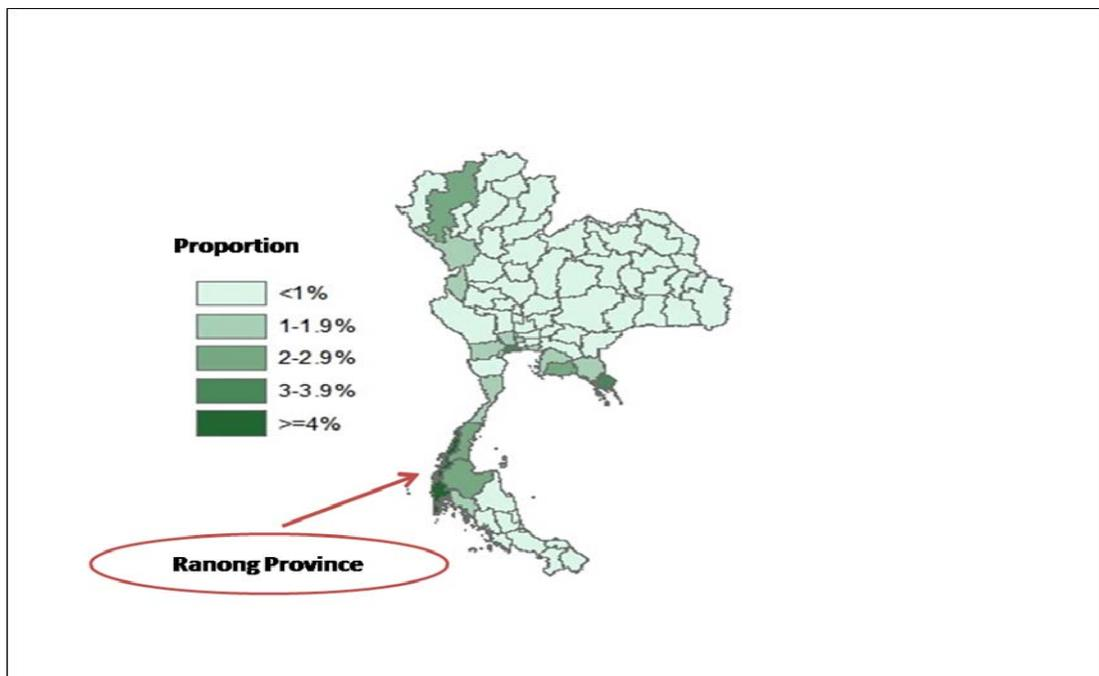 Proportion
<1%
1-1.9%
2-2.9%
3-3.9%
>=4%
Ranong Province